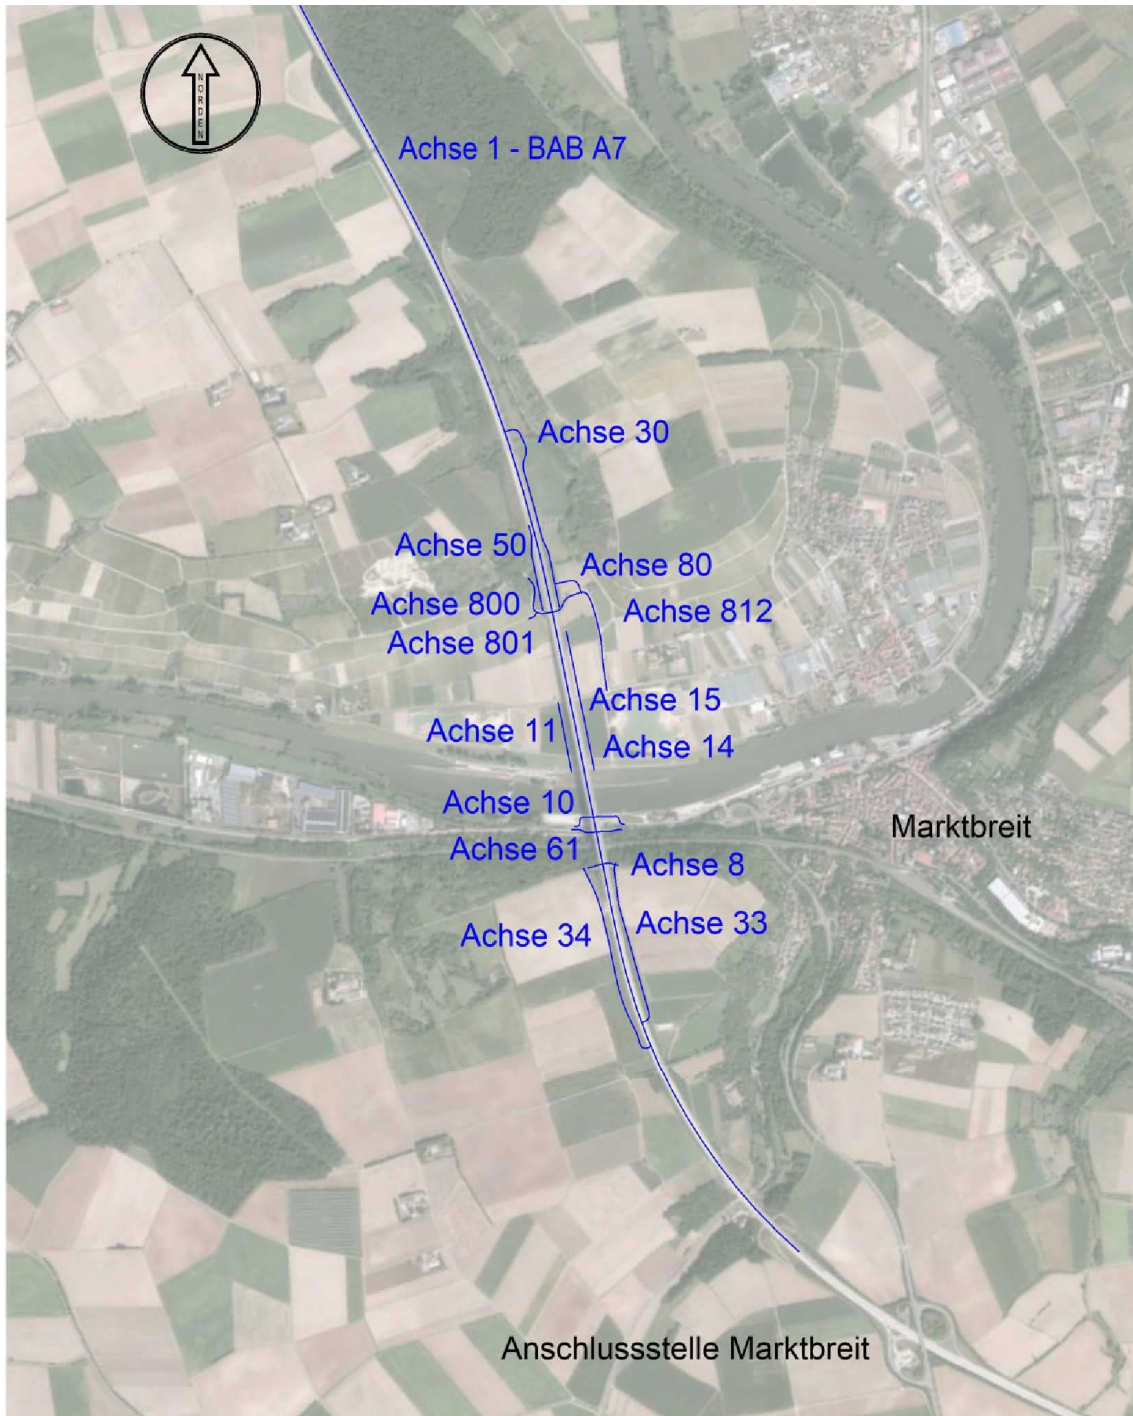 NORDEN
Achse 1 - BAB A7
Achse 30
Achse 50
Achse 80
Achse 800
Achse 812
Achse 801
Achse 15
Achse 11
Achse 14
Achse 10
Marktbreit
Achse 61
Achse 8
Achse 33
Achse 34
Anschlussstelle Marktbreit